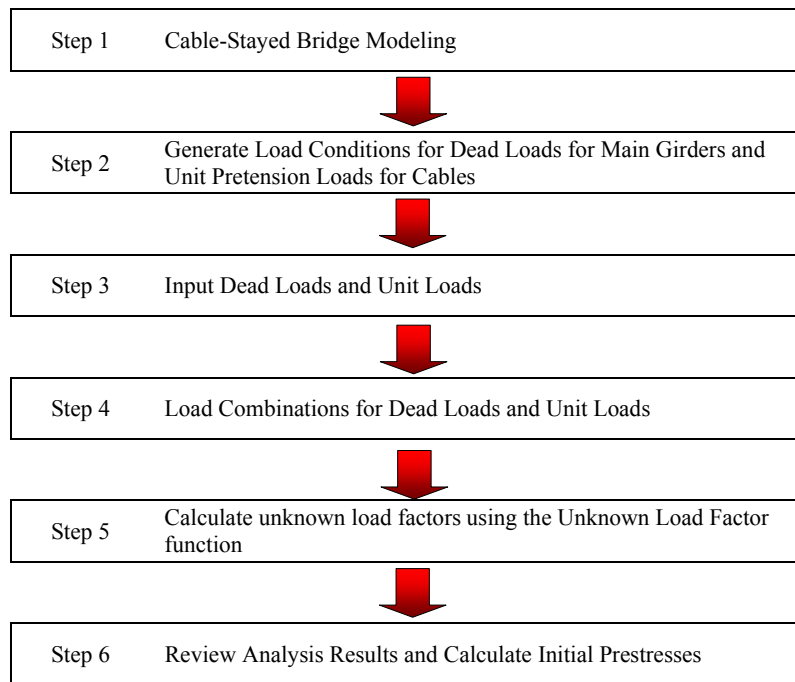 Step 1 Cable-Stayed Bridge Modeling
Step 2 Generate Load Conditions for Dead Loads for Main Girders and
Unit Pretension Loads for Cables
Step 3 Input Dead Loads and Unit Loads
Step 4 Load Combinations for Dead Loads and Unit Loads
Step 5 Calculate unknown load factors using the Unknown Load Factor
function
Step 6 Review Analysis Results and Calculate Initial Prestresses